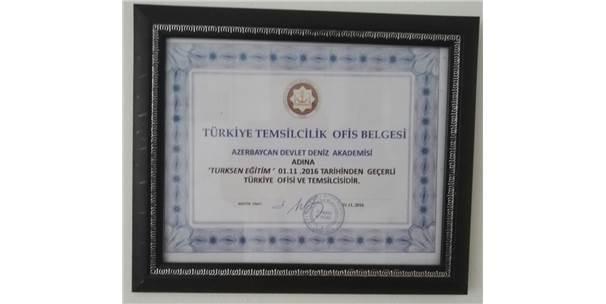 TÜRKİYE TEMSİLCİLİK OFİS BELGESİ
AZERBAYCAN DEVLET DENİZ AKADEMİSİ
ADINA
'TURKSEN EĞİTİM' 01.11.2016 TARİHİNDEN GEÇERLİ
TÜRKİYE OFİSİ VE TEMSİLCİSİDİR.